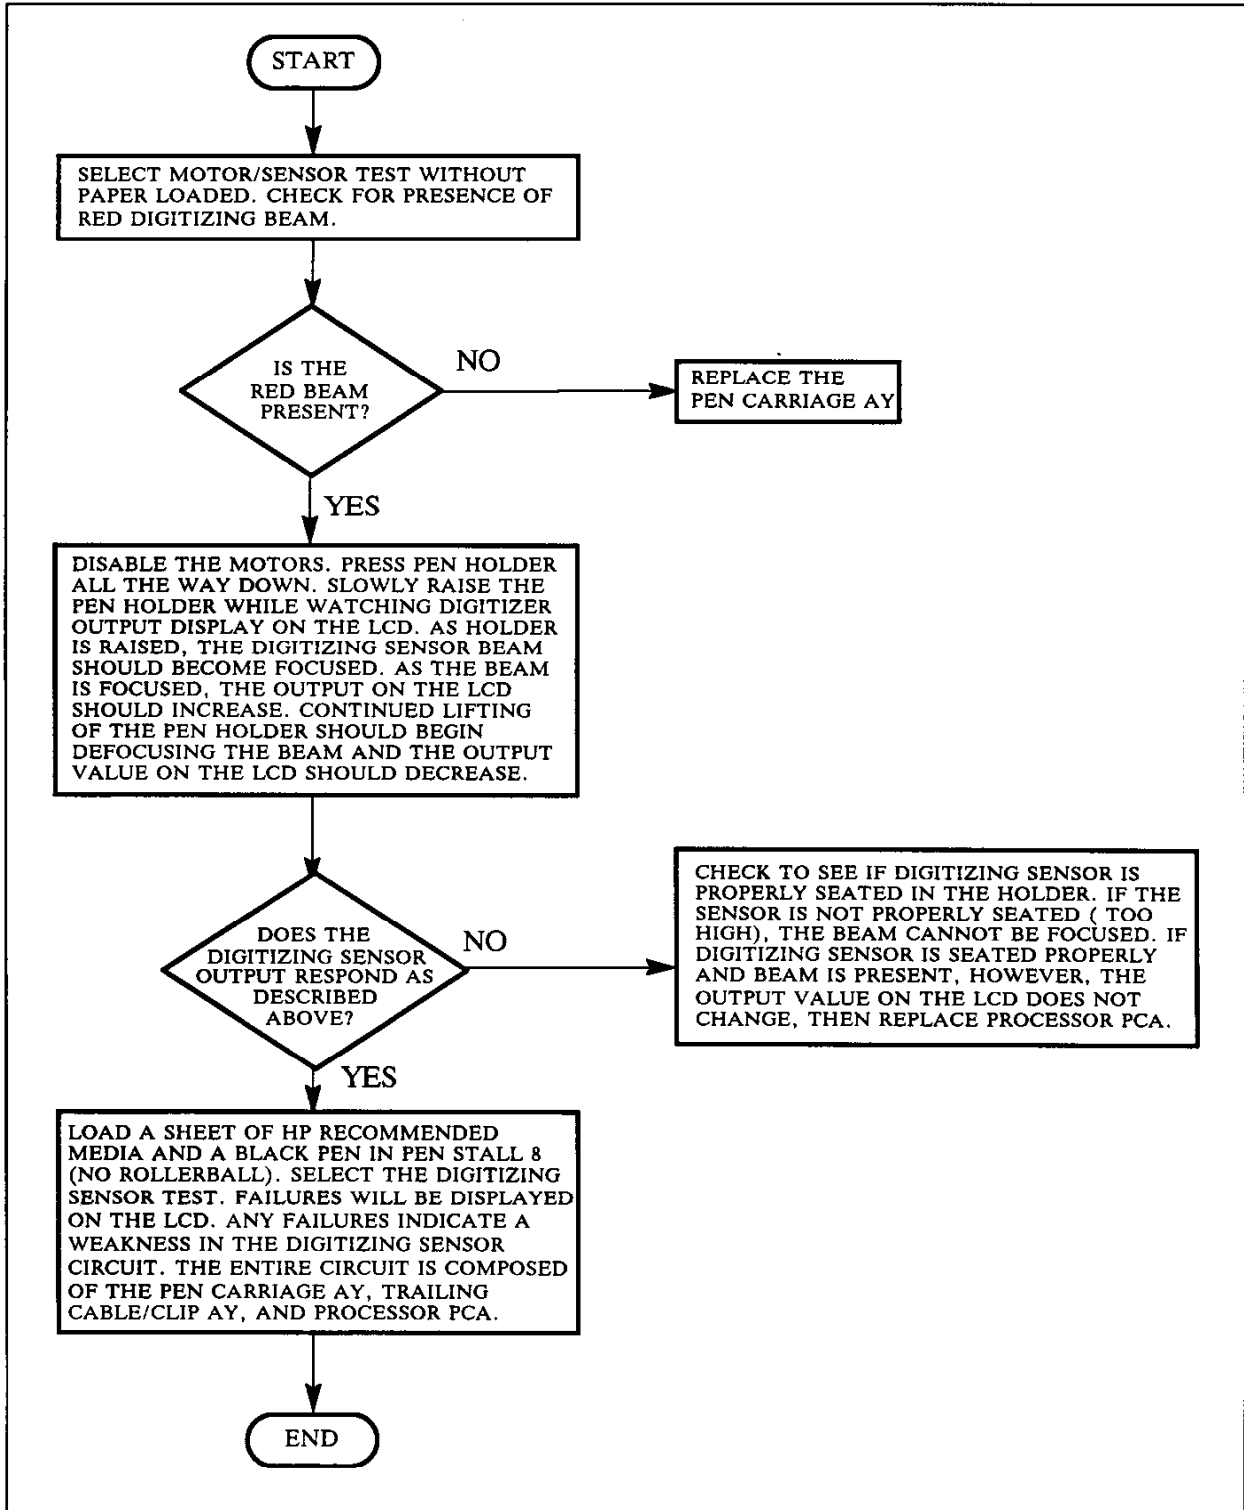 START
SELECT MOTOR/SENSOR TEST WITHOUT
PAPER LOADED. CHECK FOR PRESENCE OF
RED DIGITIZING BEAM.
IS THE
RED BEAM
PRESENT?
NO
REPLACE THE
PEN CARRIAGE AY
YES
DISABLE THE MOTORS. PRESS PEN HOLDER
ALL THE WAY DOWN. SLOWLY RAISE THE
PEN HOLDER WHILE WATCHING DIGITIZER
OUTPUT DISPLAY ON THE LCD. AS HOLDER
IS RAISED, THE DIGITIZING SENSOR BEAM
SHOULD BECOME FOCUSED. AS THE BEAM
IS FOCUSED, THE OUTPUT ON THE LCD
SHOULD INCREASE. CONTINUED LIFTING
OF THE PEN HOLDER SHOULD BEGIN
DEFOCUSING THE BEAM AND THE OUTPUT
VALUE ON THE LCD SHOULD DECREASE.
DOES THE
DIGITIZING SENSOR
OUTPUT RESPOND AS
DESCRIBED
ABOVE?
NO
CHECK TO SEE IF DIGITIZING SENSOR IS
PROPERLY SEATED IN THE HOLDER. IF THE
SENSOR IS NOT PROPERLY SEATED ( TOO
HIGH), THE BEAM CANNOT BE FOCUSED. IF
DIGITIZING SENSOR IS SEATED PROPERLY
AND BEAM IS PRESENT, HOWEVER, THE
OUTPUT VALUE ON THE LCD DOES NOT
CHANGE, THEN REPLACE PROCESSOR PCA.
YES
LOAD A SHEET OF HP RECOMMENDED
MEDIA AND A BLACK PEN IN PEN STALL 8
(NO ROLLERBALL). SELECT THE DIGITIZING
SENSOR TEST. FAILURES WILL BE DISPLAYED
ON THE LCD. ANY FAILURES INDICATE A
WEAKNESS IN THE DIGITIZING SENSOR
CIRCUIT. THE ENTIRE CIRCUIT IS COMPOSED
OF THE PEN CARRIAGE AY, TRAILING
CABLE/CLIP AY, AND PROCESSOR PCA.
END